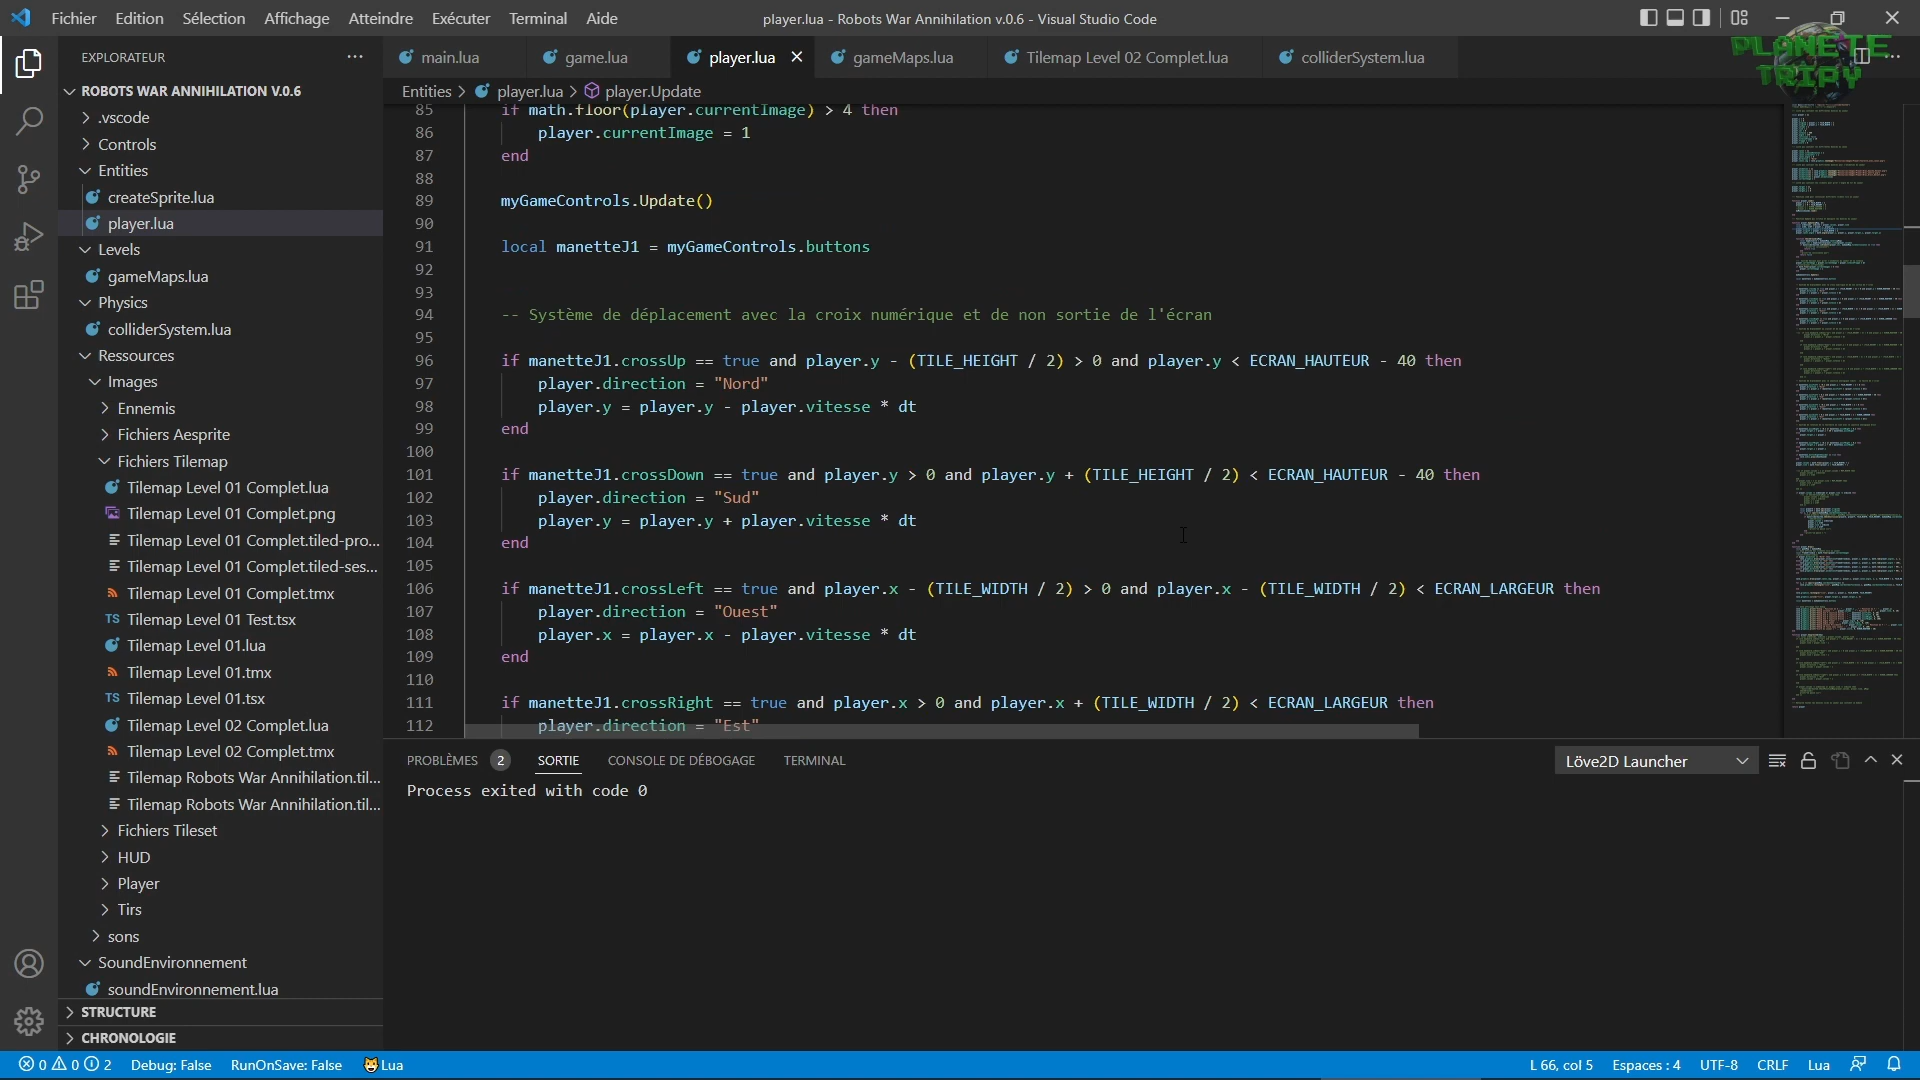 Fichier Edition Sélection Affichage Atteindre Exécuter Terminal Aide
player.lua - Robots War Annihilation v.0.6 - Visual Studio Code
EXPLORATEUR
main.lua
game.lua
player.lua
gameMaps.lua
Tilemap Level 02 Complet.lua
colliderSystem.lua
PLANETE
TRIPY
Entities > player.lua > player.Update
ROBOTS WAR ANNIHILATION V.0.6
.vscode
Controls
Entities
createSprite.lua
player.lua
Levels
gameMaps.lua
Physics
colliderSystem.lua
Ressources
Images
Ennemis
Fichiers Aesprite
Fichiers Tilemap
Tilemap Level 01 Complet.lua
Tilemap Level 01 Complet.png
Tilemap Level 01 Complet.tiled-pro...
Tilemap Level 01 Complet.tiled-ses...
Tilemap Level 01 Complet.tmx
TS Tilemap Level 01 Test.tsx
Tilemap Level 01.lua
Tilemap Level 01.tmx
TS Tilemap Level 01.tsx
Tilemap Level 02 Complet.lua
Tilemap Level 02 Complet.tmx
Tilemap Robots War Annihilation.til...
Tilemap Robots War Annihilation.til...
Fichiers Tileset
HUD
Player
Tirs
sons
SoundEnvironnement
soundEnvironnement.lua
STRUCTURE
CHRONOLOGIE
85 if math.floor(player.currentImage) > 4 then
86 player.currentImage = 1
87 end
88
89 myGameControls.Update()
90
91 local manetteJ1 = myGameControls.buttons
92
93
94 -- Système de déplacement avec la croix numérique et de non sortie de l'écran
95
96 if manetteJ1.crossUp == true and player.y - (TILE_HEIGHT / 2) > 0 and player.y < ECRAN_HAUTEUR - 40 then
97 player.direction = "Nord"
98 player.y = player.y - player.vitesse * dt
99 end
100
101 if manetteJ1.crossDown == true and player.y > 0 and player.y + (TILE_HEIGHT / 2) < ECRAN_HAUTEUR - 40 then
102 player.direction = "Sud"
103 player.y = player.y + player.vitesse * dt
104 end
105
106 if manetteJ1.crossLeft == true and player.x - (TILE_WIDTH / 2) > 0 and player.x - (TILE_WIDTH / 2) < ECRAN_LARGEUR then
107 player.direction = "Ouest"
108 player.x = player.x - player.vitesse * dt
109 end
110
111 if manetteJ1.crossRight == true and player.x > 0 and player.x + (TILE_WIDTH / 2) < ECRAN_LARGEUR then
112 player.direction = "Est"
PROBLÈMES 2 SORTIE CONSOLE DE DÉBOGAGE TERMINAL
Löve2D Launcher
Process exited with code 0
0 0 2 Debug: False RunOnSave: False Lua
L 66, col 5 Espaces : 4 UTF-8 CRLF Lua